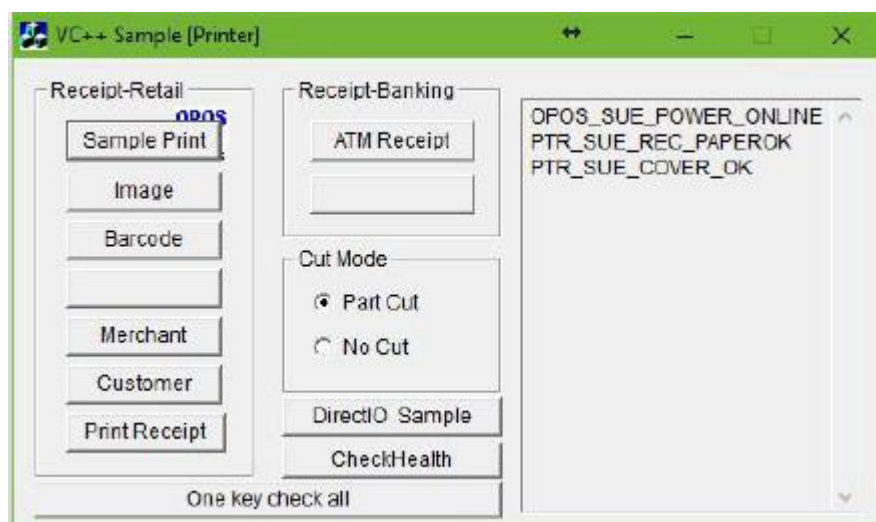 VC++ Sample [Printer]
Receipt-Retail
OPOS
Sample Print
Image
Barcode
Merchant
Customer
Print Receipt
Receipt-Banking
ATM Receipt
Cut Mode
Part Cut
No Cut
DirectIO Sample
CheckHealth
One key check all
OPOS_SUE_POWER_ONLINE
PTR_SUE_REC_PAPEROK
PTR_SUE_COVER_OK